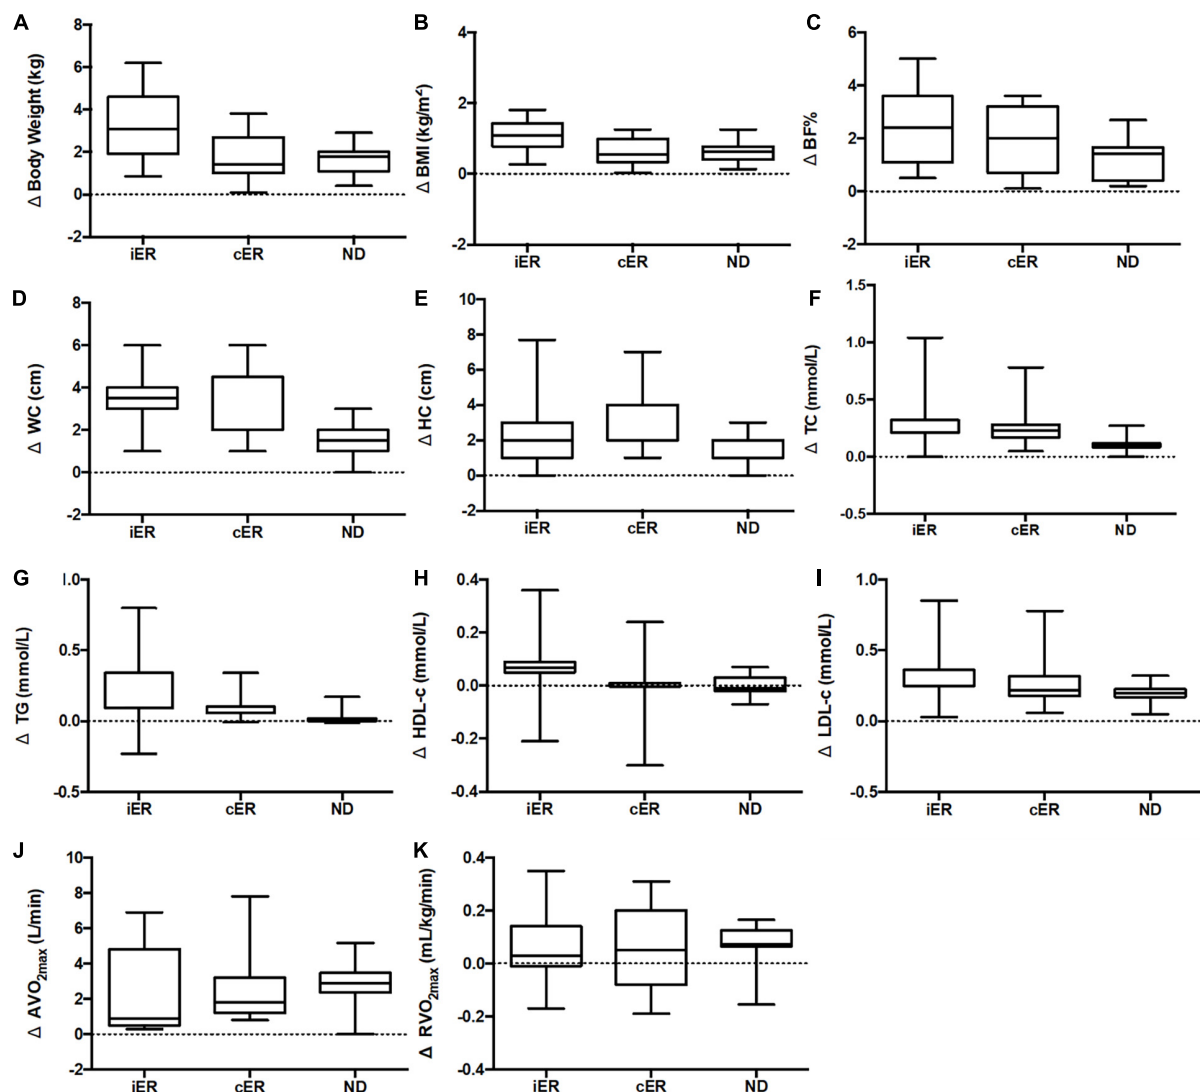 A
Δ Body Weight (kg)
8
6
4
2
0
-2
iER cER ND
B
Δ BMI (kg/m²)
4
2
0
-2
iER cER ND
C
Δ BF%
6
4
2
0
-2
iER cER ND
D
Δ WC (cm)
8
6
4
2
0
-2
iER cER ND
E
Δ HC (cm)
10
8
6
4
2
0
-2
iER cER ND
F
Δ TC (mmol/L)
1.5
1.0
0.5
0.0
-0.5
iER cER ND
G
Δ TG (mmol/L)
1.0
0.5
0.0
-0.5
iER cER ND
H
Δ HDL-c (mmol/L)
0.4
0.2
0.0
-0.2
-0.4
iER cER ND
I
Δ LDL-c (mmol/L)
1.0
0.5
0.0
-0.5
iER cER ND
J
Δ AVO₂max (L/min)
10
8
6
4
2
0
-2
iER cER ND
K
Δ RVO₂max (mL/kg/min)
0.4
0.2
0.0
-0.2
-0.4
iER cER ND